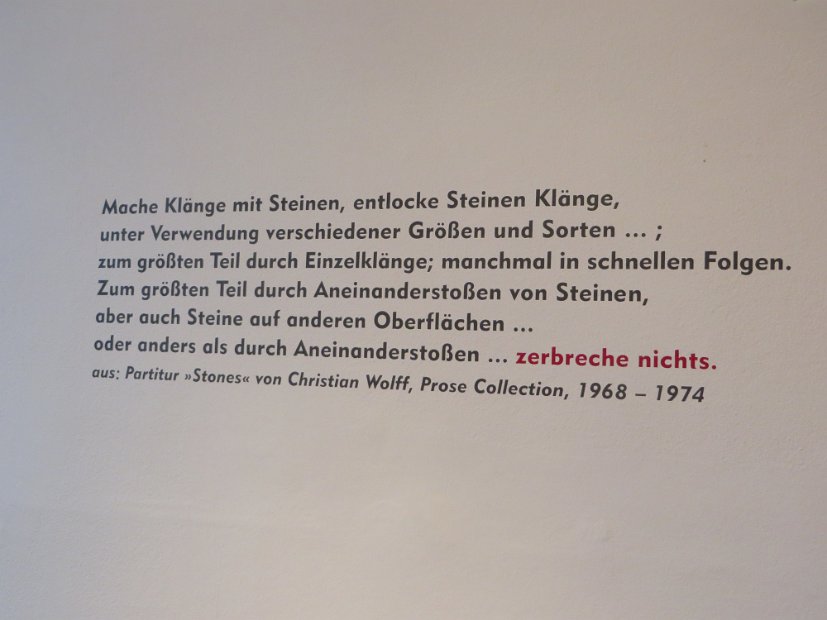 Mache Klänge mit Steinen, entlocke Steinen Klänge,
unter Verwendung verschiedener Größen und Sorten ... ;
zum größten Teil durch Einzelklänge; manchmal in schnellen Folgen.
Zum größten Teil durch Aneinanderstoßen von Steinen,
aber auch Steine auf anderen Oberflächen ...
oder anders als durch Aneinanderstoßen ... zerbreche nichts.
aus: Partitur »Stones« von Christian Wolff, Prose Collection, 1968 – 1974